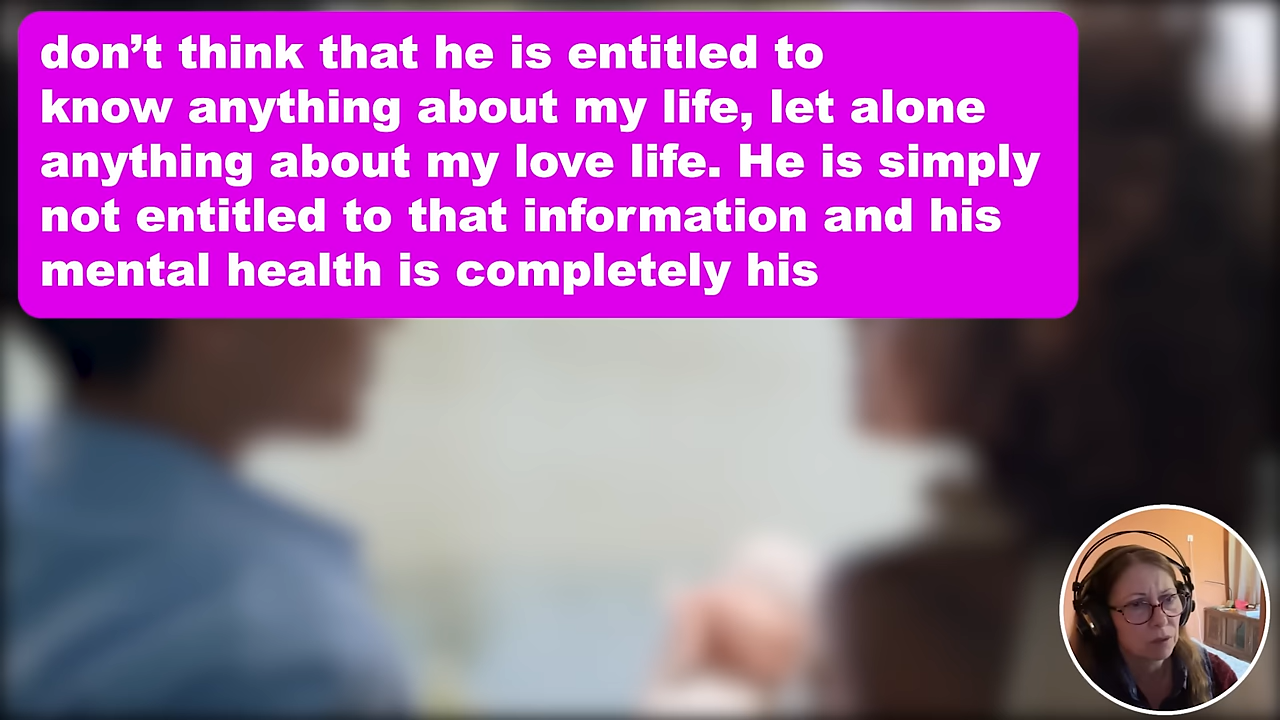 don’t think that he is entitled to
know anything about my life, let alone
anything about my love life. He is simply
not entitled to that information and his
mental health is completely his